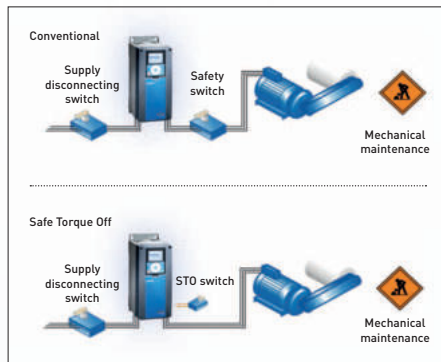 Conventional
Supply
disconnecting
switch
Safety
switch
Mechanical
maintenance
Safe Torque Off
Supply
disconnecting
switch
STO switch
Mechanical
maintenance